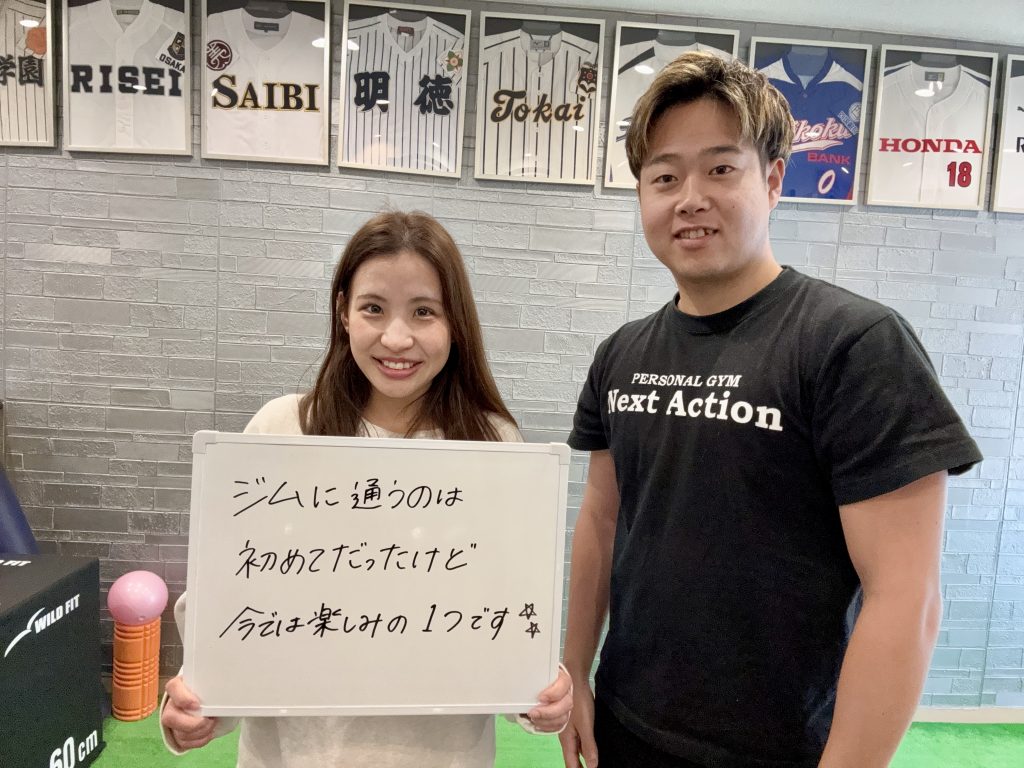 学園
RISEI
OSAKA
SAIBI
明徳
Tokai
BANK
0
HONDA
18
PERSONAL GYM
Next Action
ジムに通うのは
初めてだったけど
今では楽しみの1つです☆☆
WILD FIT
60cm